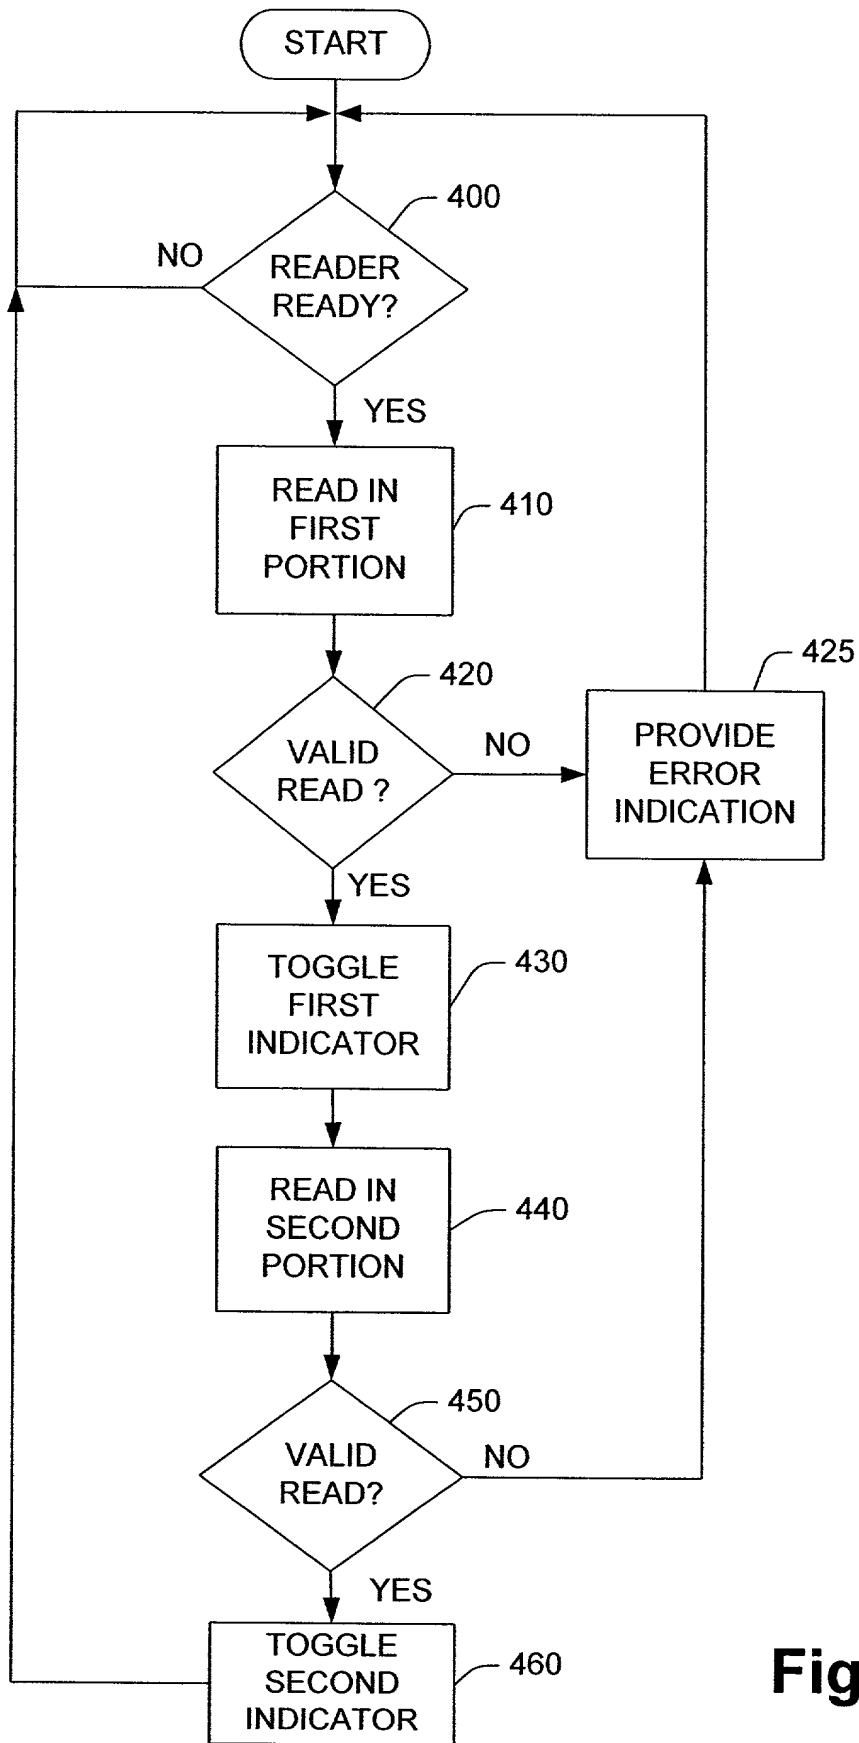 START
400
NO
READER
READY?
YES
READ IN
FIRST
PORTION
410
420
VALID
READ ?
NO
425
PROVIDE
ERROR
INDICATION
YES
TOGGLE
FIRST
INDICATOR
430
READ IN
SECOND
PORTION
440
450
VALID
READ?
NO
YES
TOGGLE
SECOND
INDICATOR
460
Fig